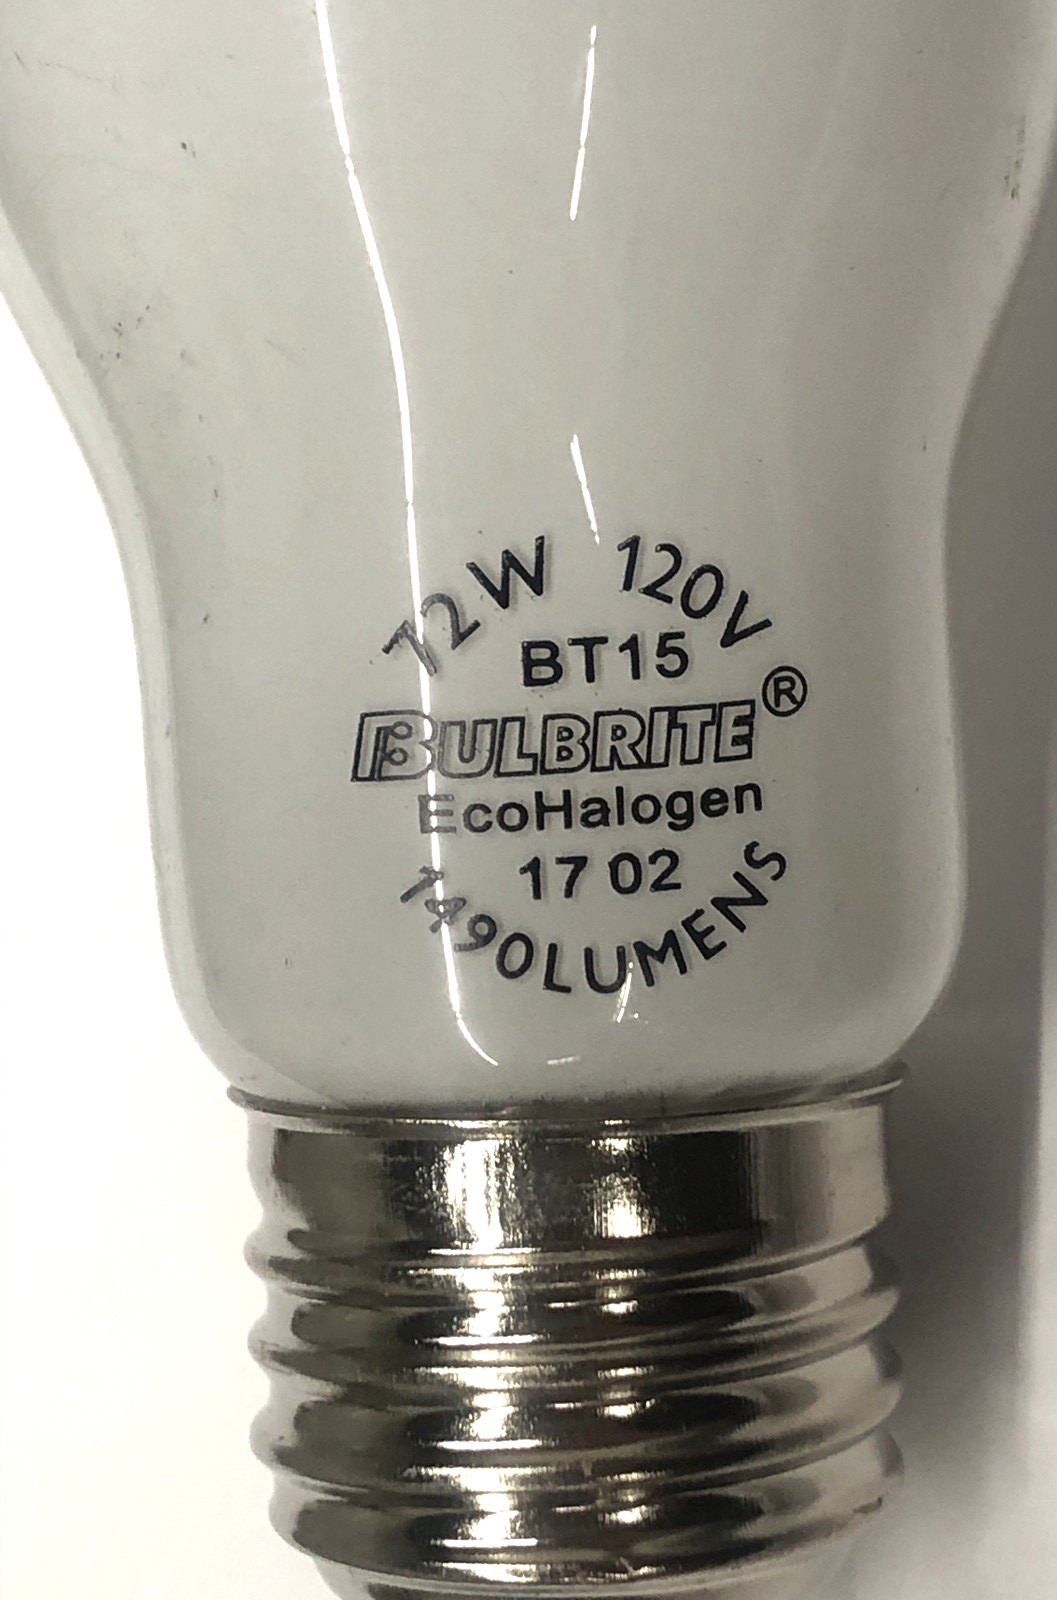 72W 120V
BT15
BULBRITE®
EcoHalogen
17 02
1490LUMENS